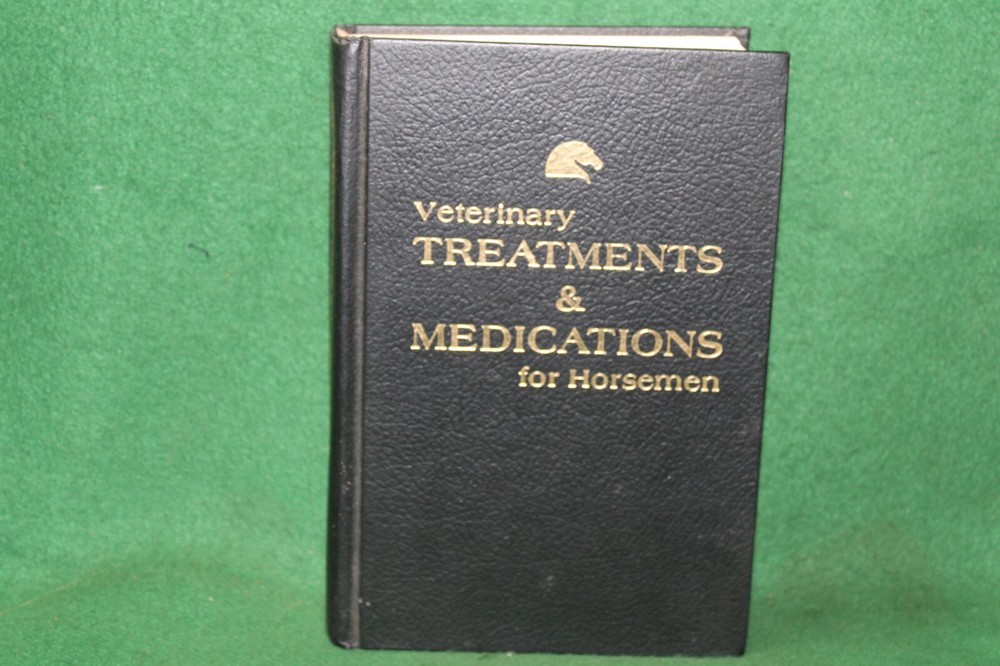 Veterinary
TREATMENTS
&
MEDICATIONS
for Horsemen